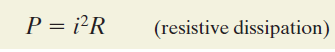 P = i²R (resistive dissipation)